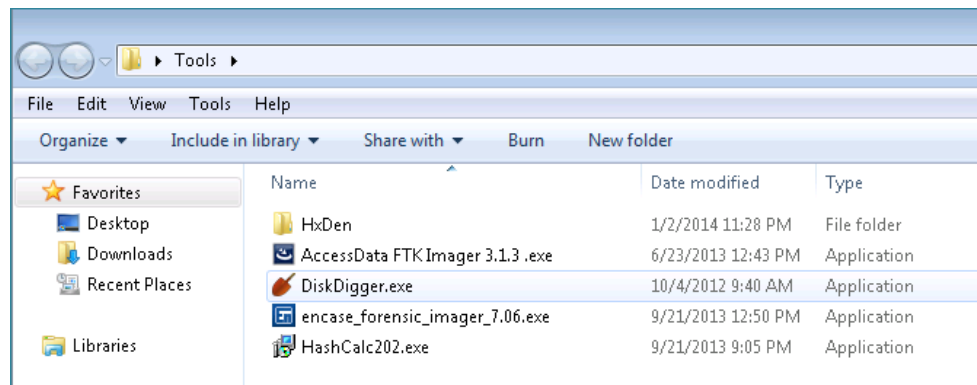 Tools
File Edit View Tools Help
Organize Include in library Share with Burn New folder
Favorites
Desktop
Downloads
Recent Places
Libraries
Name Date modified Type
HxDen 1/2/2014 11:28 PM File folder
AccessData FTK Imager 3.1.3 .exe 6/23/2013 12:43 PM Application
DiskDigger.exe 10/4/2012 9:40 AM Application
encase_forensic_imager_7.06.exe 9/21/2013 12:50 PM Application
HashCalc202.exe 9/21/2013 9:05 PM Application